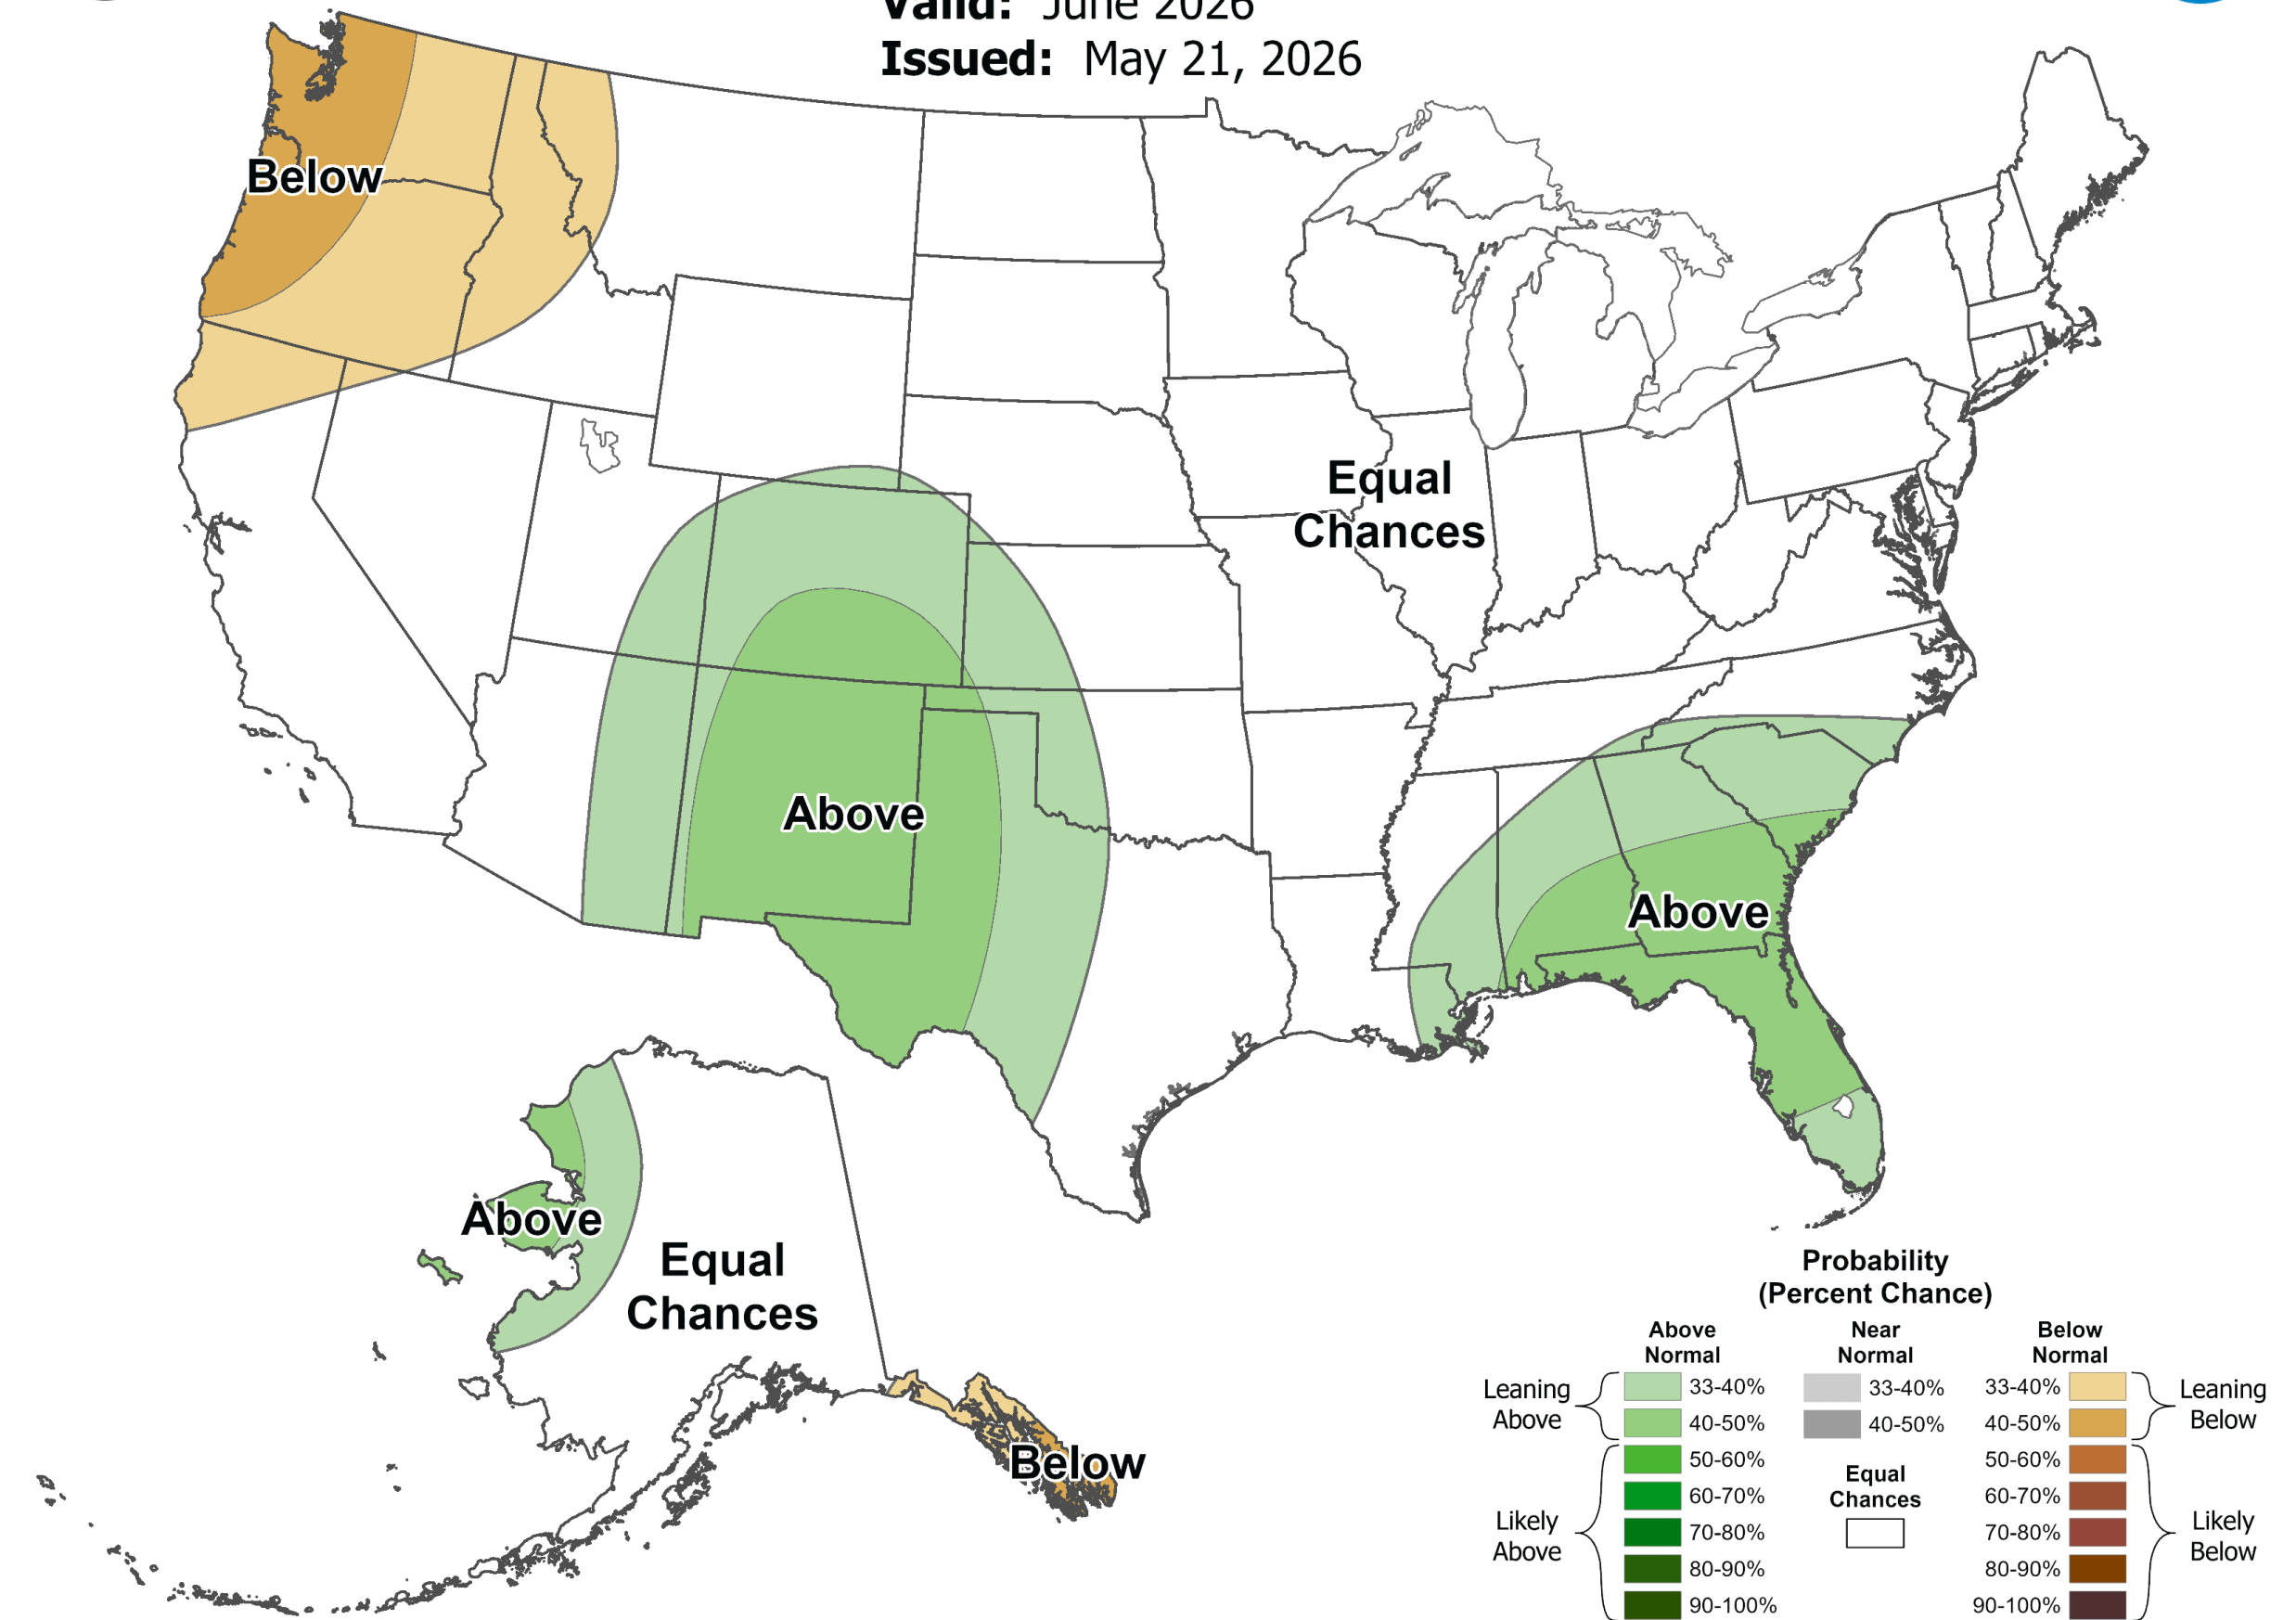 Valid: June 2026
Issued: May 21, 2026
Below
Equal
Chances
Above
Above
Above
Equal
Chances
Below
Probability
(Percent Chance)
Above
Normal
Near
Normal
Below
Normal
Leaning
Above
33-40%
40-50%
Likely
Above
50-60%
60-70%
70-80%
80-90%
90-100%
33-40%
40-50%
Equal
Chances
33-40%
40-50%
Leaning
Below
50-60%
60-70%
70-80%
80-90%
90-100%
Likely
Below